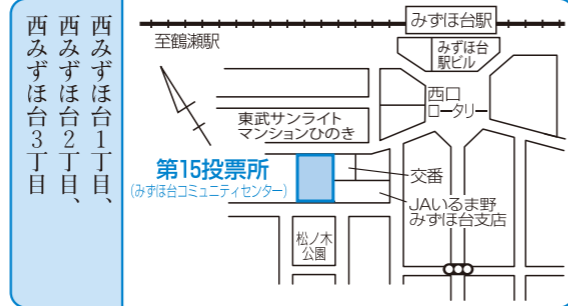 西みずほ台1丁目、
西みずほ台2丁目、
西みずほ台3丁目
みずほ台駅
至鶴瀬駅
みずほ台
駅ビル
西口
ロータリー
東武サンライト
マンションひのき
第15投票所
(みずほ台コミュニティセンター)
交番
JAいるま野
みずほ台支店
松ノ木
公園